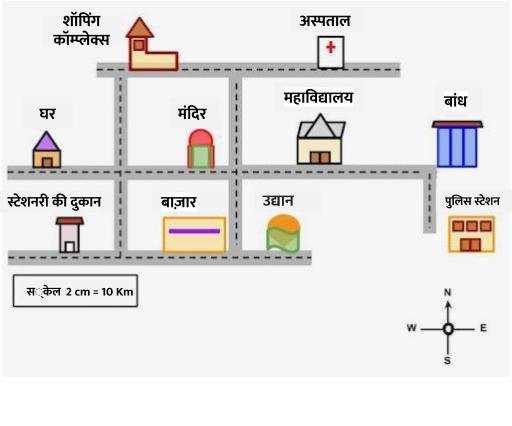 शॉपिंग
कॉम्प्लेक्स
अस्पताल
घर
मंदिर
महाविद्यालय
बांध
स्टेशनरी की दुकान
बाज़ार
उद्यान
पुलिस स्टेशन
स्केल 2 cm = 10 Km
N
W
E
S